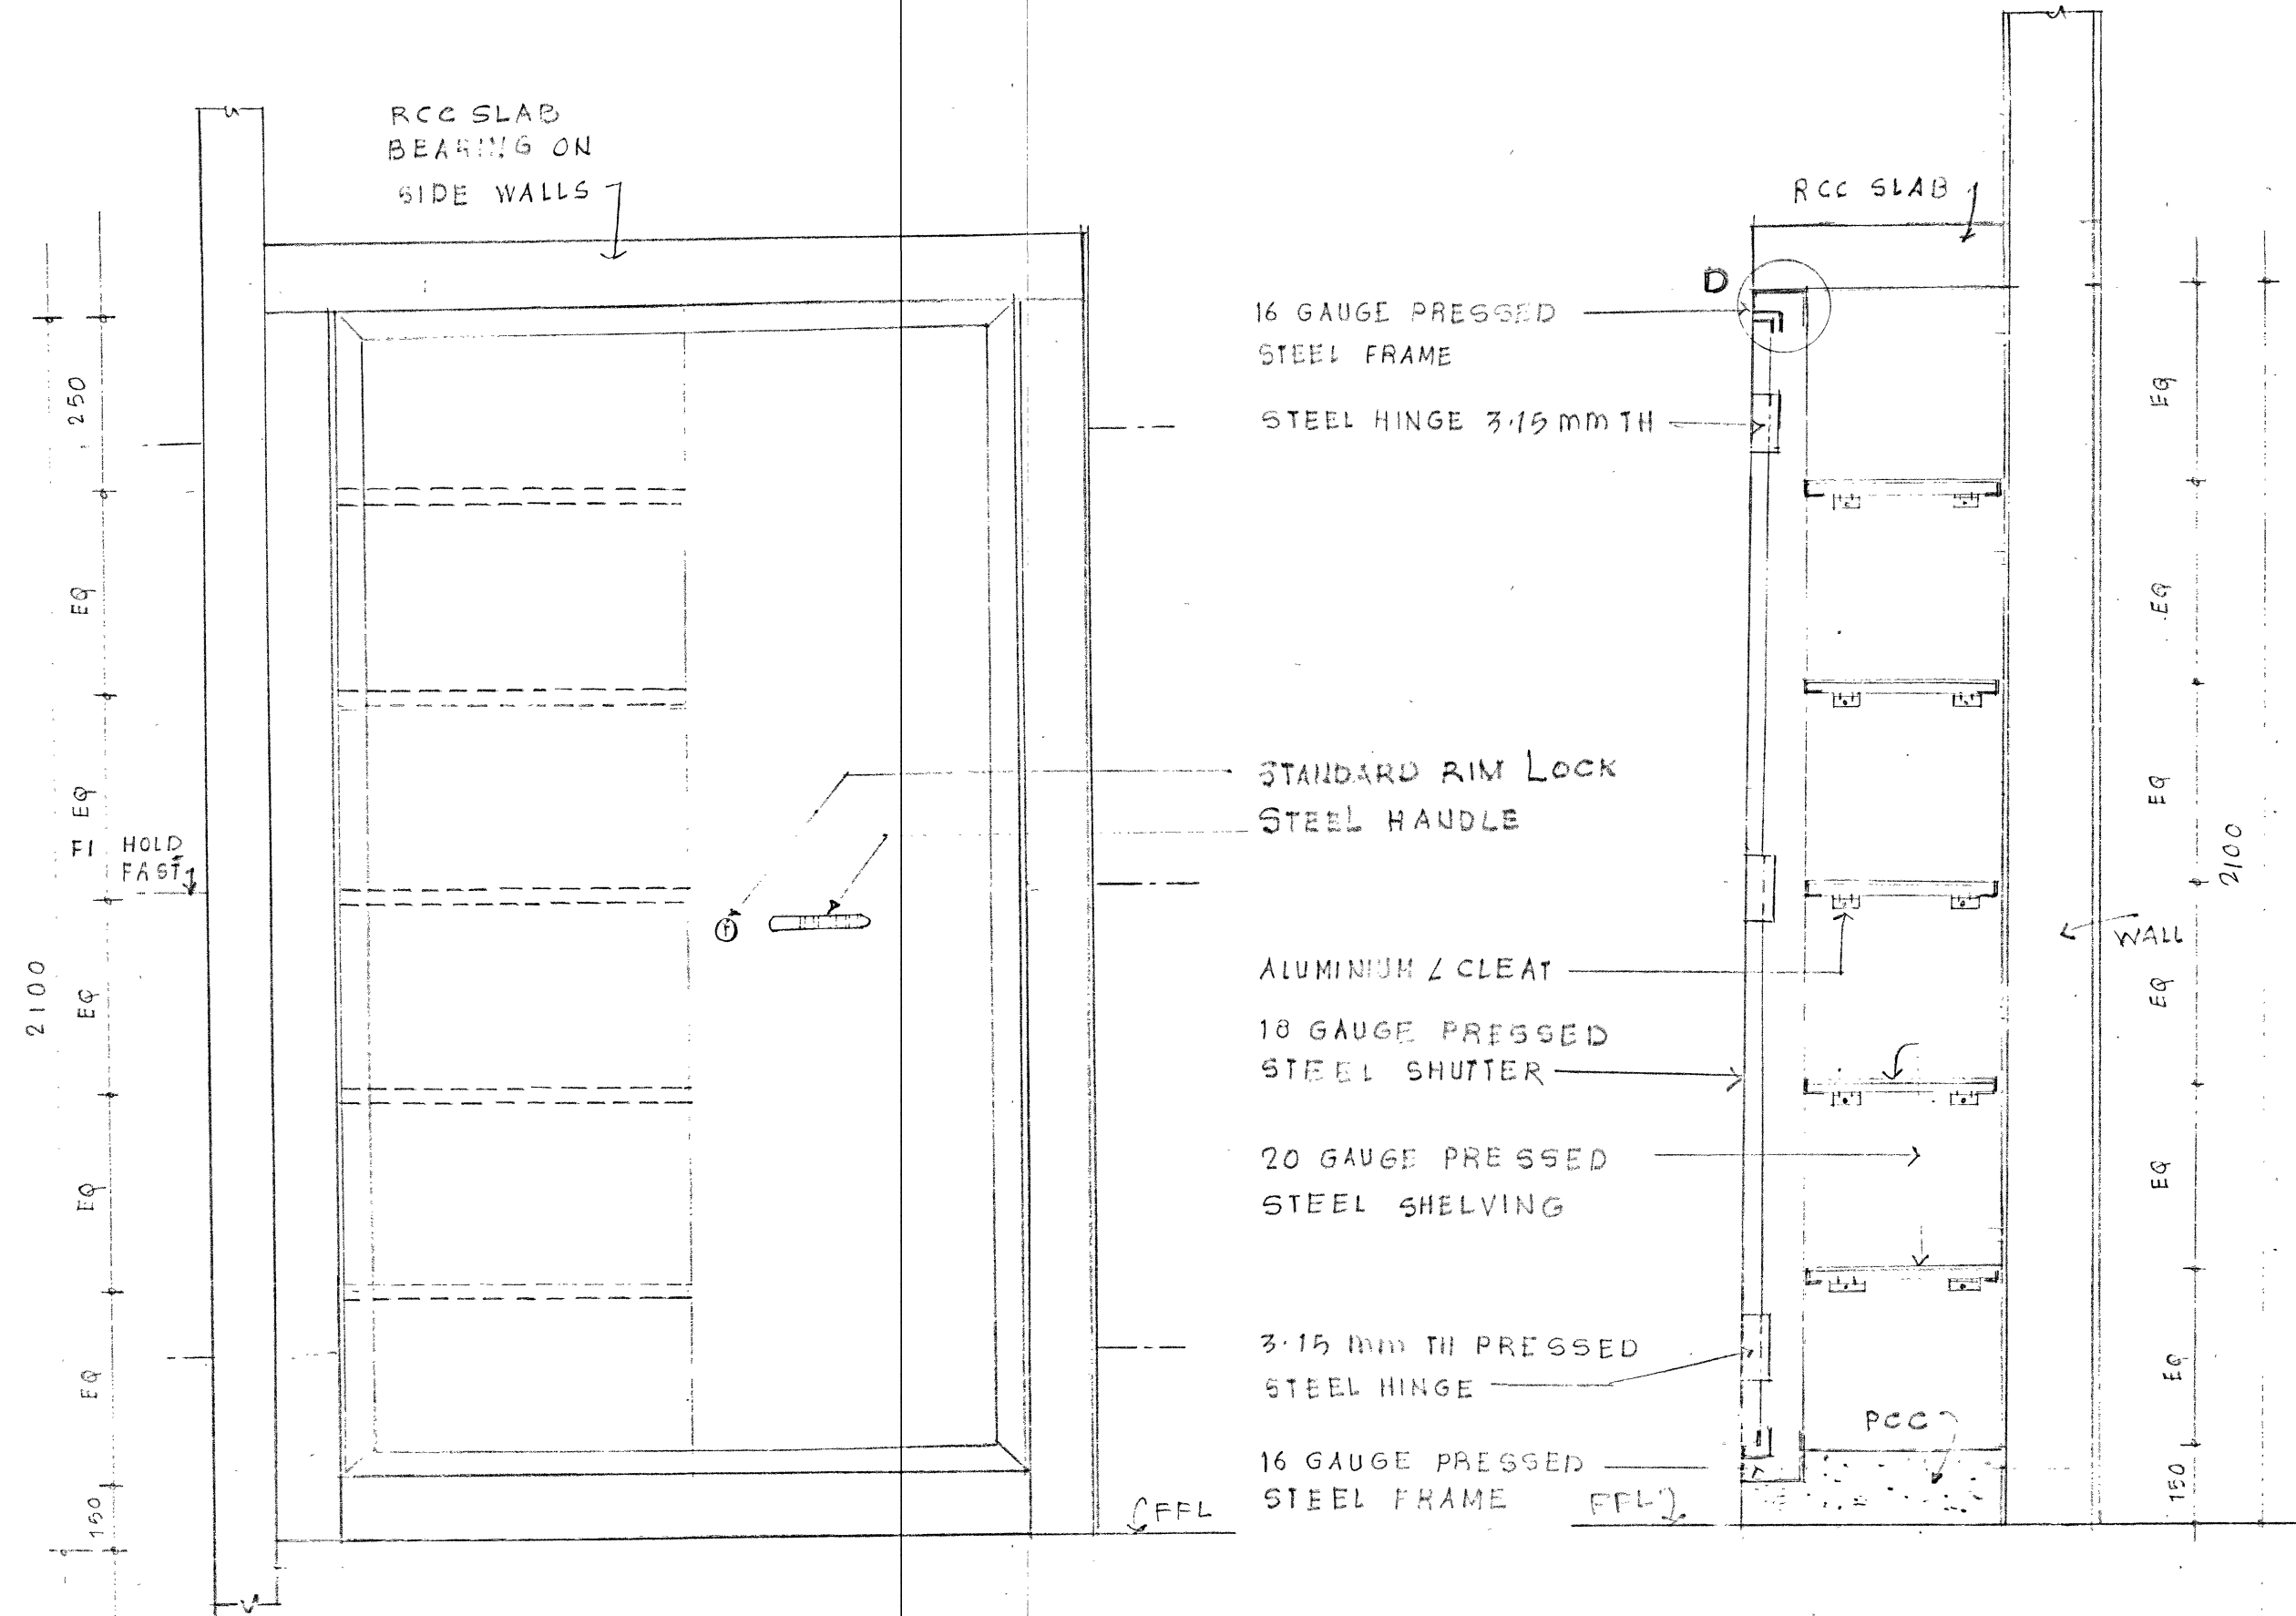 RCC SLAB
BEARING ON
SIDE WALLS
250
EQ
EQ
F1 HOLD
FAST
2100
EQ
EQ
EQ
150
FFL
RCC SLAB
D
16 GAUGE PRESSED
STEEL FRAME
STEEL HINGE 3.15 mm TH
STANDARD RIM LOCK
STEEL HANDLE
ALUMINIUM ∠ CLEAT
18 GAUGE PRESSED
STEEL SHUTTER
20 GAUGE PRESSED
STEEL SHELVING
3.15 mm TH PRESSED
STEEL HINGE
16 GAUGE PRESSED
STEEL FRAME
FFL
PCC
WALL
EQ
EQ
EQ
2100
EQ
EQ
EQ
150